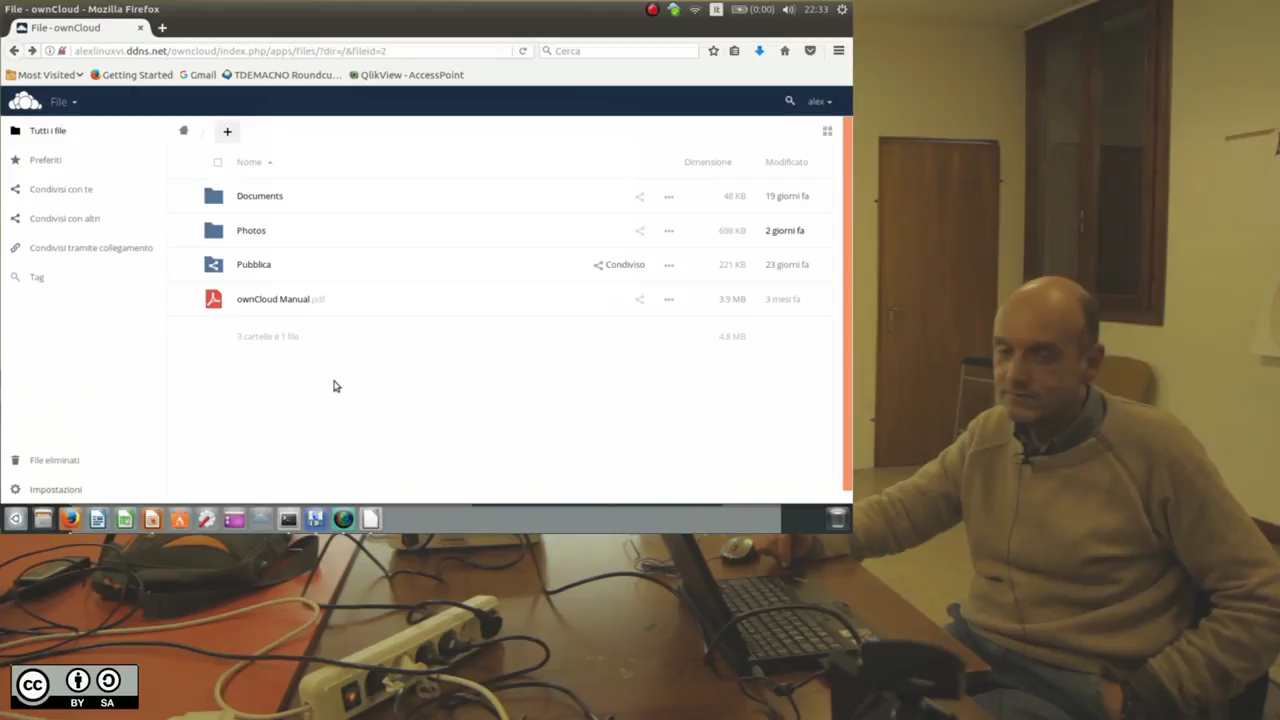 File - ownCloud - Mozilla Firefox
It
(0:00)
22:33
File - ownCloud
alexlinuxvi.ddns.net/owncloud/index.php/apps/files/?dir=/&fileid=2
Cerca
Most Visited
Getting Started
Gmail
TDEMACNO Roundcu...
QlikView - AccessPoint
File
alex
Tutti i file
Preferiti
Condivisi con te
Condivisi con altri
Condivisi tramite collegamento
Tag
Nome
Dimensione
Modificato
Documents
48 KB
19 giorni fa
Photos
698 KB
2 giorni fa
Pubblica
Condiviso
221 KB
23 giorni fa
ownCloud Manual.pdf
3.9 MB
3 mesi fa
3 cartelle e 1 file
4.8 MB
File eliminati
Impostazioni
cc
BY SA